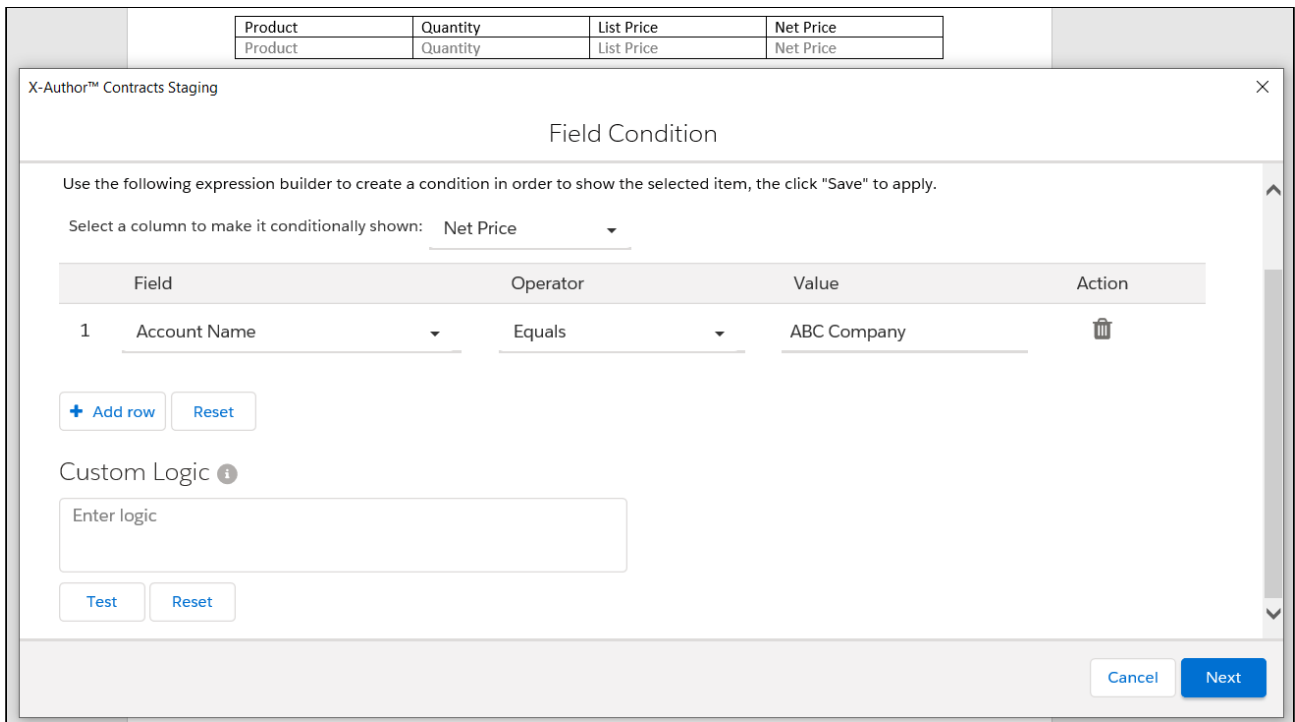 Product Quantity List Price Net Price
Product Quantity List Price Net Price
X-Author™ Contracts Staging
Field Condition
Use the following expression builder to create a condition in order to show the selected item, the click "Save" to apply.
Select a column to make it conditionally shown: Net Price
Field Operator Value Action
1 Account Name Equals ABC Company
+ Add row Reset
Custom Logic i
Enter logic
Test Reset
Cancel Next